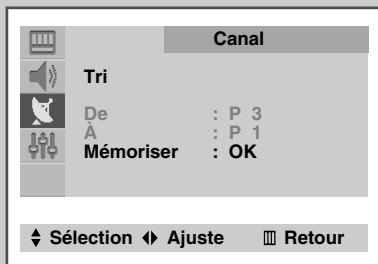 Canal
Tri
De : P 3
À : P 1
Mémoriser : OK
Sélection Ajuste Retour